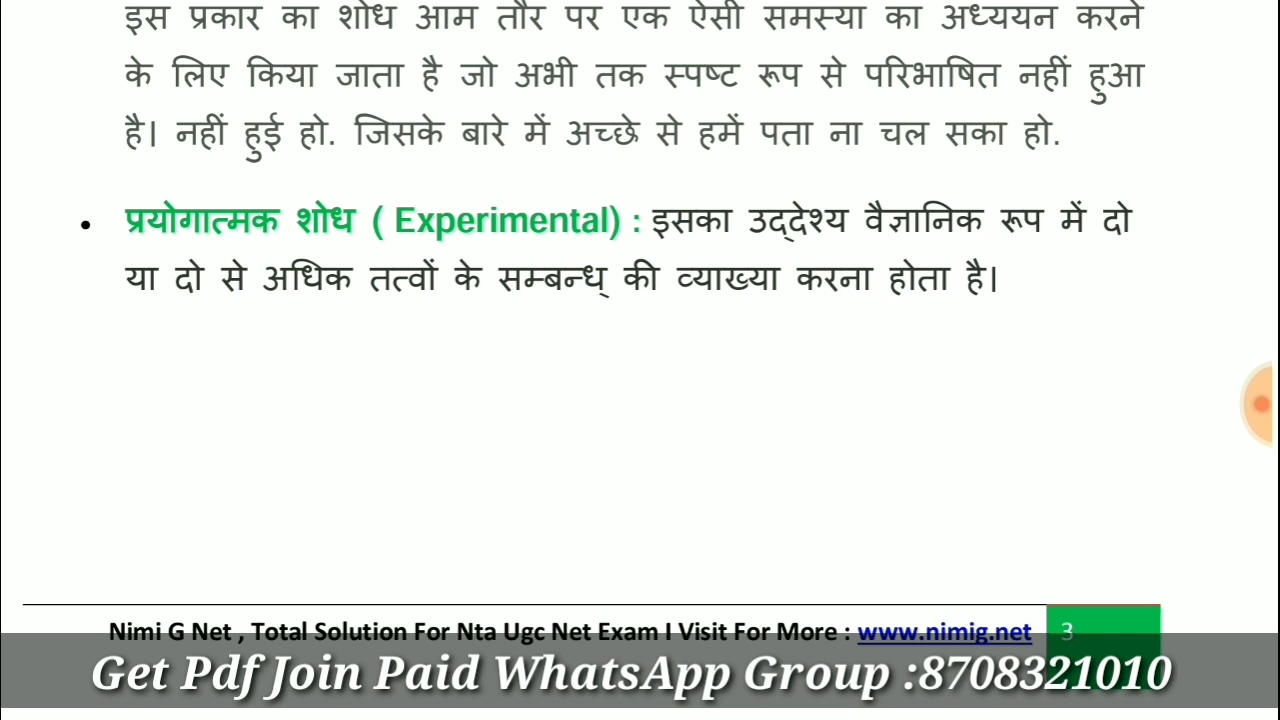 इस प्रकार का शोध आम तौर पर एक ऐसी समस्या का अध्ययन करने
के लिए किया जाता है जो अभी तक स्पष्ट रूप से परिभाषित नहीं हुआ
है। नहीं हुई हो. जिसके बारे में अच्छे से हमें पता ना चल सका हो.
• प्रयोगात्मक शोध ( Experimental) : इसका उद्देश्य वैज्ञानिक रूप में दो
या दो से अधिक तत्वों के सम्बन्ध् की व्याख्या करना होता है।
Nimi G Net , Total Solution For Nta Ugc Net Exam I Visit For More : www.nimig.net 3
Get Pdf Join Paid WhatsApp Group :8708321010